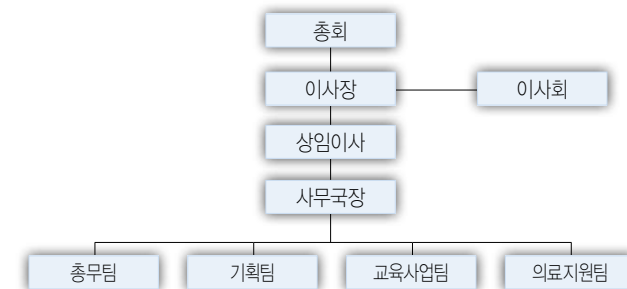 총회
이사장
이사회
상임이사
사무국장
총무팀
기획팀
교육사업팀
의료지원팀